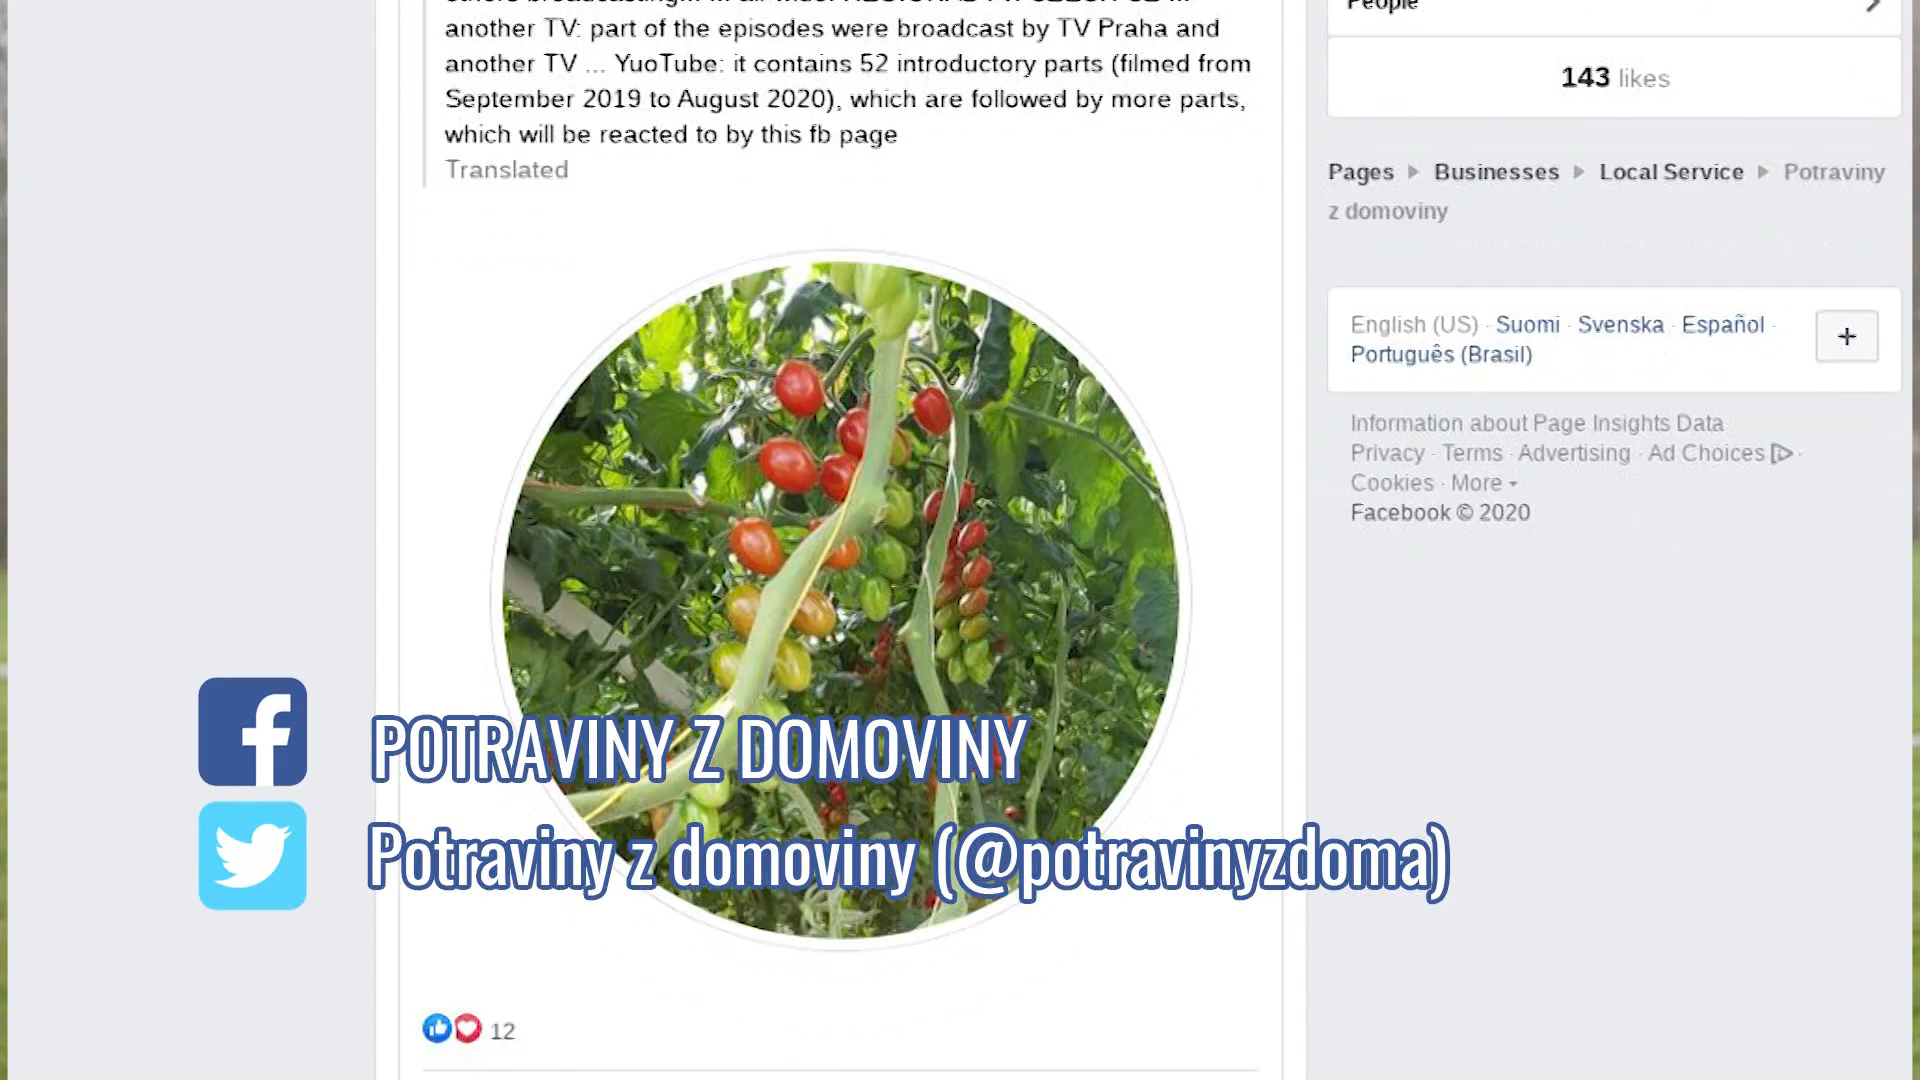 another TV: part of the episodes were broadcast by TV Praha and
another TV ... YuoTube: it contains 52 introductory parts (filmed from
September 2019 to August 2020), which are followed by more parts,
which will be reacted to by this fb page
Translated
People
143 likes
Pages Businesses Local Service Potraviny
z domoviny
English (US) · Suomi · Svenska · Español ·
Português (Brasil)
+
Information about Page Insights Data
Privacy · Terms · Advertising · Ad Choices ·
Cookies · More
Facebook © 2020
POTRAVINY Z DOMOVINY
Potraviny z domoviny (@potravinyzdoma)
12